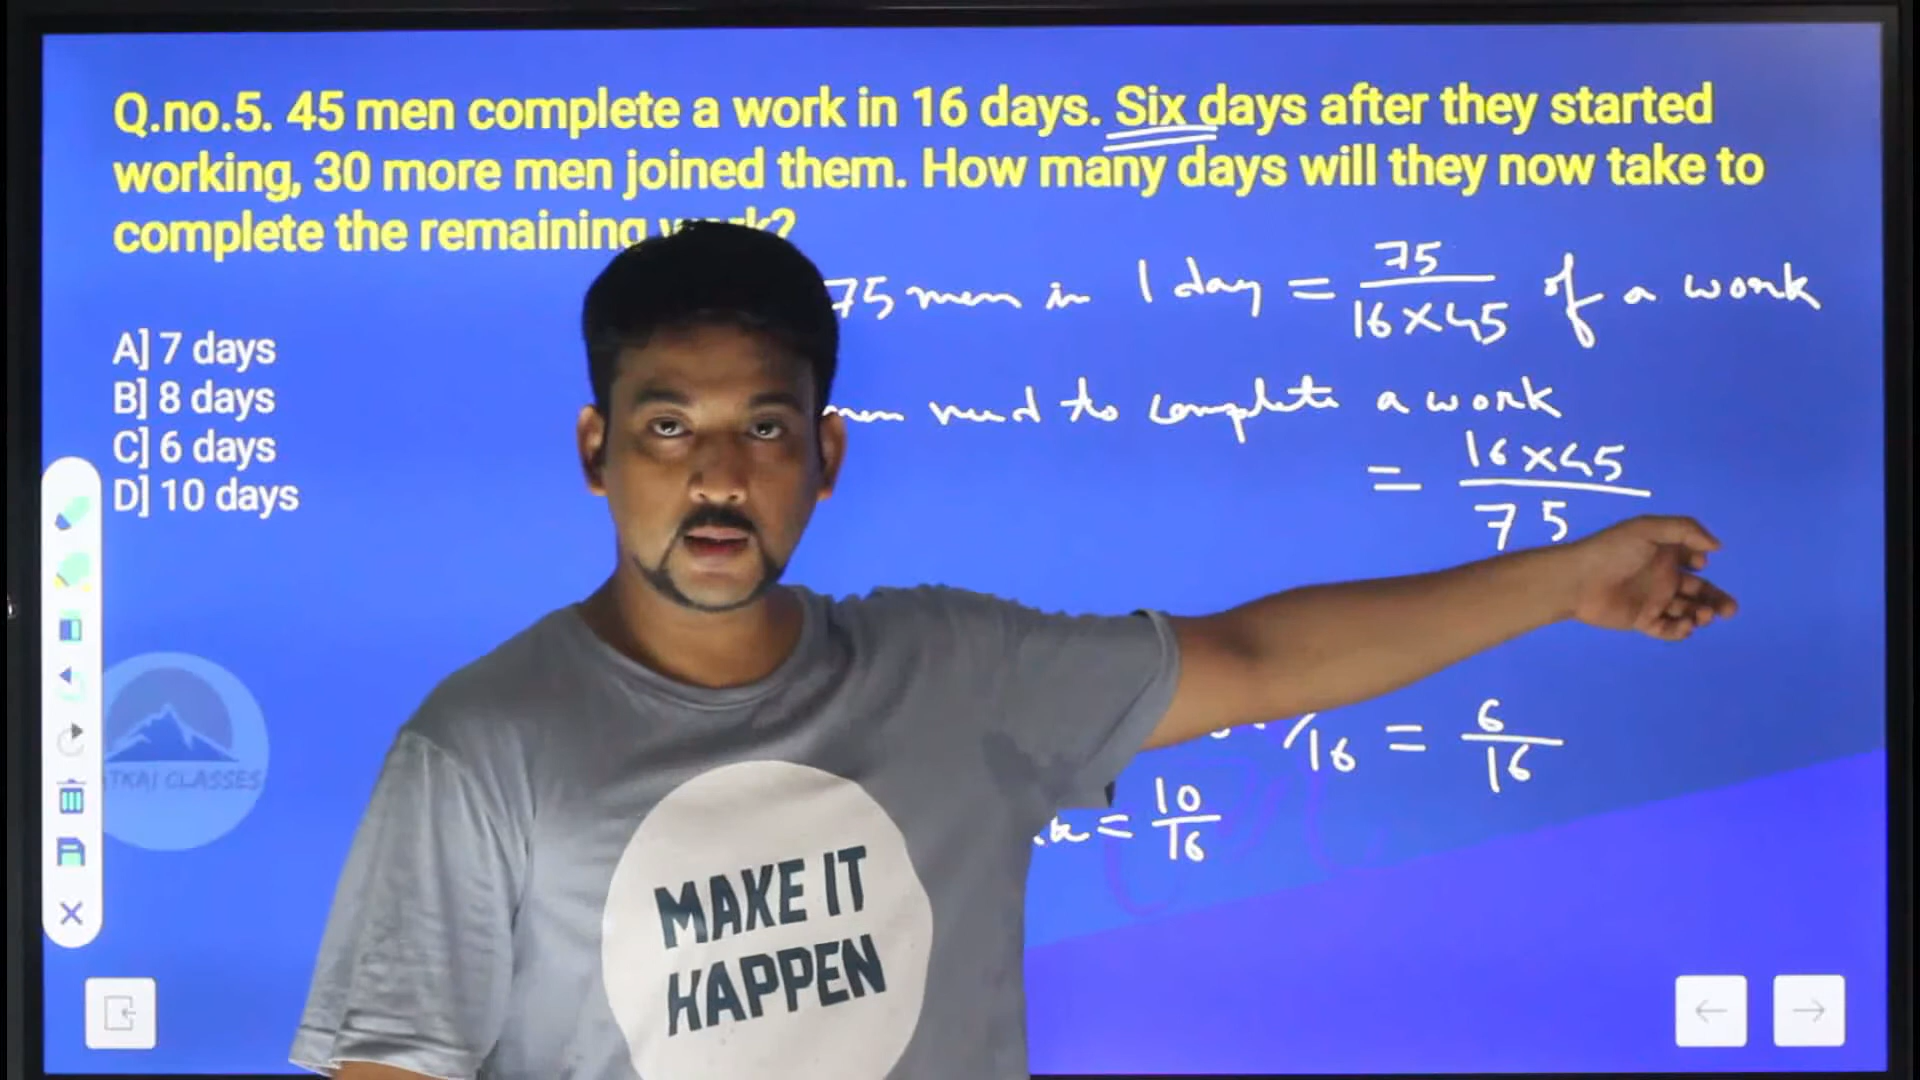 Q.no.5. 45 men complete a work in 16 days. Six days after they started
working, 30 more men joined them. How many days will they now take to
complete the remaining
75 men in 1 day = 75/16×45 of a work
A] 7 days
B] 8 days
C] 6 days
D] 10 days
men need to complete a work
= 16×45/75
/16 = 6/16
= 10/16
TKAI CLASSES
MAKE IT
HAPPEN